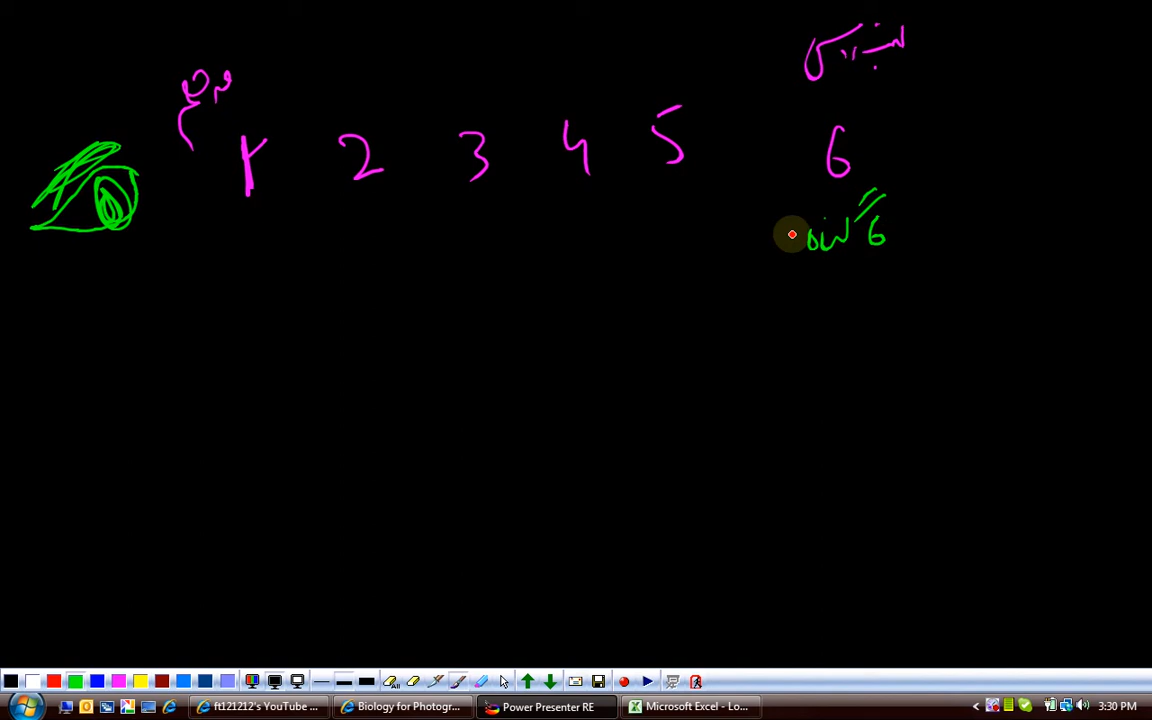 1 2 3 4 5 6
6
ft121212's YouTube ...
Biology for Photogr...
Power Presenter RE
Microsoft Excel - Lo...
3:30 PM